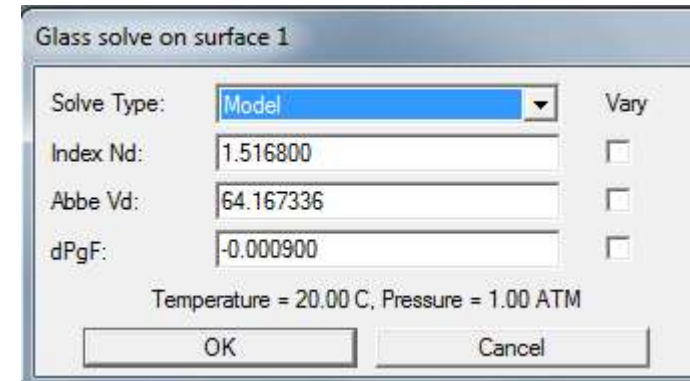 Glass solve on surface 1
Solve Type: Model Vary
Index Nd: 1.516800
Abbe Vd: 64.167336
dPgF: -0.000900
Temperature = 20.00 C, Pressure = 1.00 ATM
OK Cancel